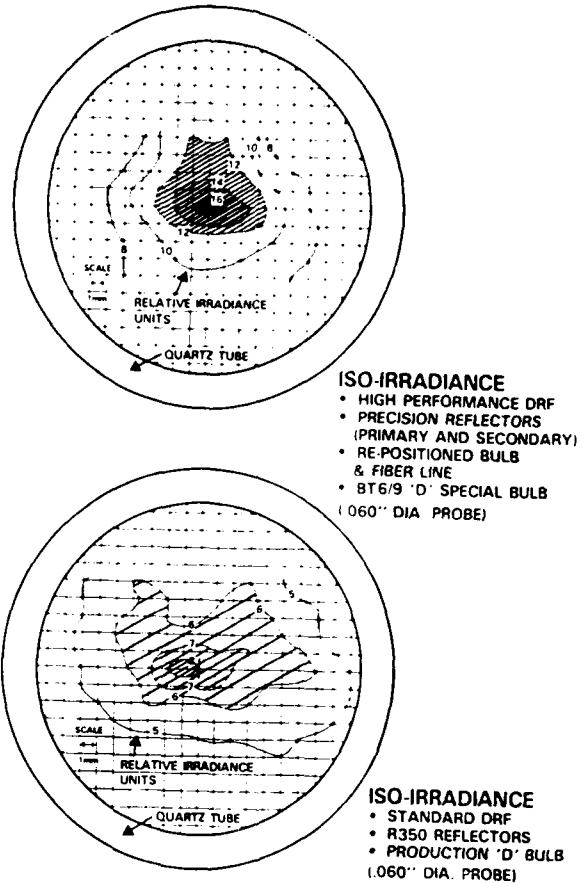 10 8
12
14
16
12
10
8
SCALE
1mm
RELATIVE IRRADIANCE
UNITS
QUARTZ TUBE
ISO-IRRADIANCE
• HIGH PERFORMANCE DRF
• PRECISION REFLECTORS
(PRIMARY AND SECONDARY)
• RE-POSITIONED BULB
& FIBER LINE
• BT6/9 'D' SPECIAL BULB
(.060" DIA PROBE)
5
6
6
7
8
7
6
5
SCALE
1mm
RELATIVE IRRADIANCE
UNITS
QUARTZ TUBE
ISO-IRRADIANCE
• STANDARD DRF
• R350 REFLECTORS
• PRODUCTION 'D' BULB
(.060" DIA. PROBE)